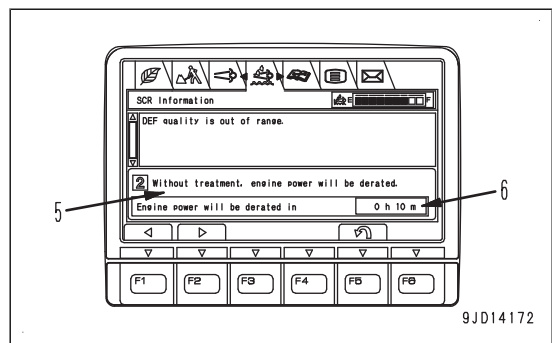 SCR Information
E F
DEF quality is out of range.
2 Without treatment, engine power will be derated.
5
6
Engine power will be derated in 0 h 10 m
F1 F2 F3 F4 F5 F6
9JD14172